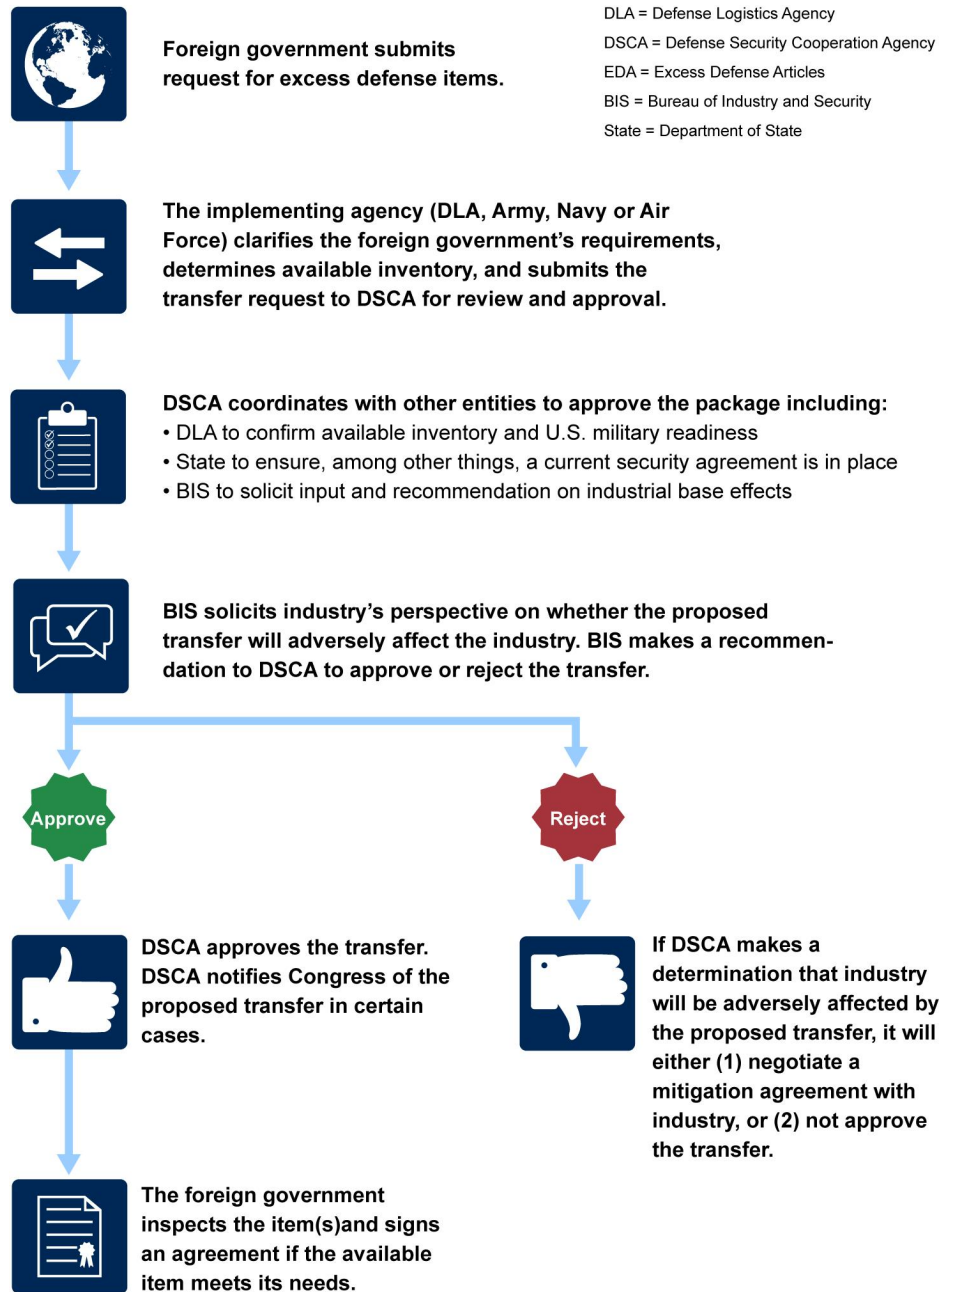 DLA = Defense Logistics Agency
DSCA = Defense Security Cooperation Agency
EDA = Excess Defense Articles
BIS = Bureau of Industry and Security
State = Department of State
Foreign government submits
request for excess defense items.
The implementing agency (DLA, Army, Navy or Air
Force) clarifies the foreign government’s requirements,
determines available inventory, and submits the
transfer request to DSCA for review and approval.
DSCA coordinates with other entities to approve the package including:
• DLA to confirm available inventory and U.S. military readiness
• State to ensure, among other things, a current security agreement is in place
• BIS to solicit input and recommendation on industrial base effects
BIS solicits industry’s perspective on whether the proposed
transfer will adversely affect the industry. BIS makes a recommen-
dation to DSCA to approve or reject the transfer.
Approve
Reject
DSCA approves the transfer.
DSCA notifies Congress of the
proposed transfer in certain
cases.
If DSCA makes a
determination that industry
will be adversely affected by
the proposed transfer, it will
either (1) negotiate a
mitigation agreement with
industry, or (2) not approve
the transfer.
The foreign government
inspects the item(s)and signs
an agreement if the available
item meets its needs.